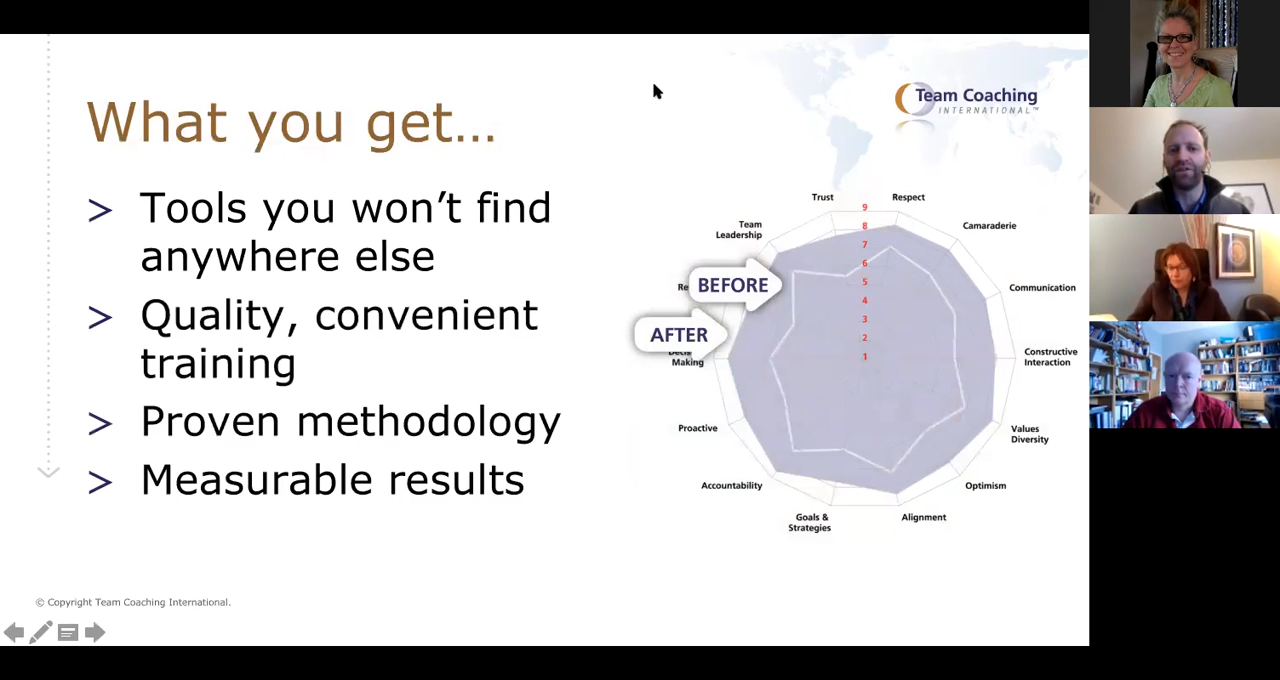 What you get...
> Tools you won't find
anywhere else
> Quality, convenient
training
> Proven methodology
> Measurable results
Team Coaching
INTERNATIONAL™
Trust
Respect
Team
Leadership
Camaraderie
Communication
Constructive
Interaction
Values
Diversity
Optimism
Alignment
Goals &
Strategies
Accountability
Proactive
Making
BEFORE
AFTER
9
8
7
6
5
4
3
2
1
© Copyright Team Coaching International.